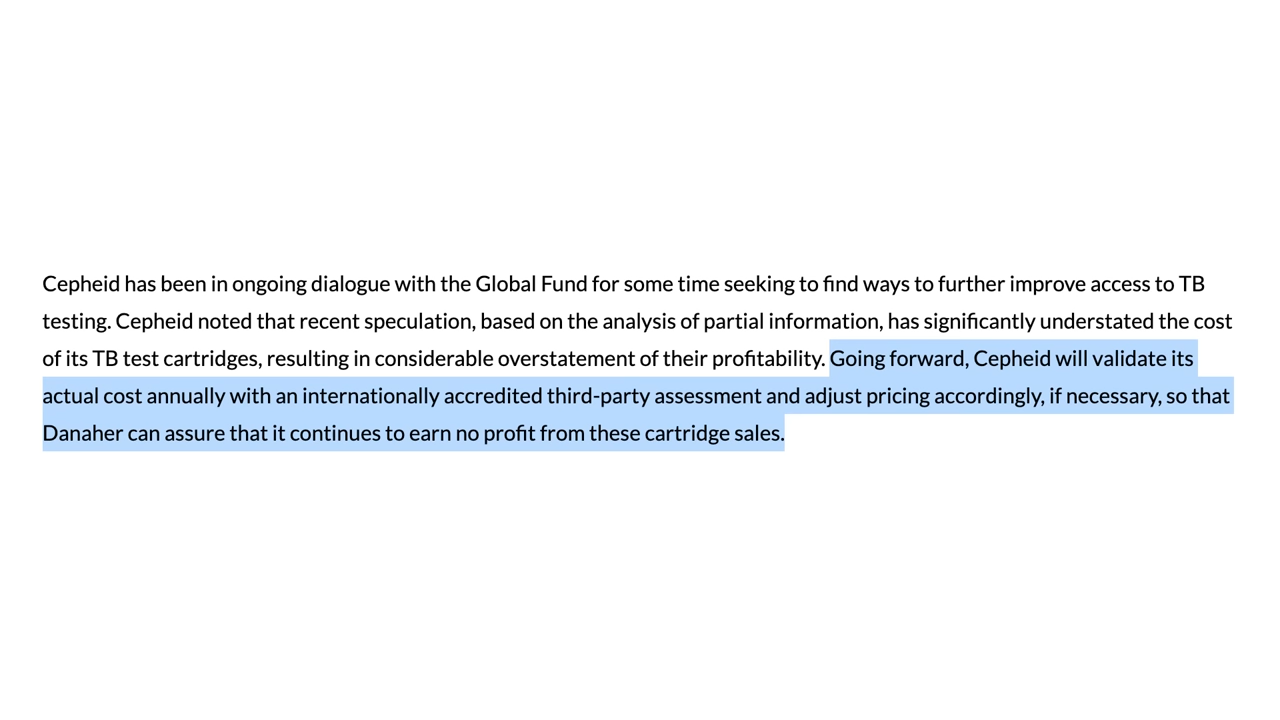 Cepheid has been in ongoing dialogue with the Global Fund for some time seeking to find ways to further improve access to TB
testing. Cepheid noted that recent speculation, based on the analysis of partial information, has significantly understated the cost
of its TB test cartridges, resulting in considerable overstatement of their profitability. Going forward, Cepheid will validate its
actual cost annually with an internationally accredited third-party assessment and adjust pricing accordingly, if necessary, so that
Danaher can assure that it continues to earn no profit from these cartridge sales.